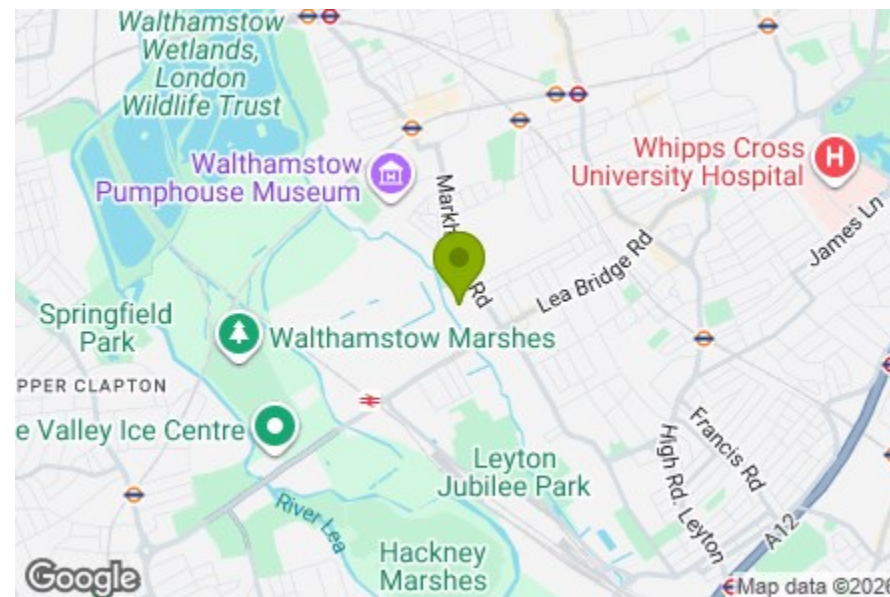 Walthamstow
Wetlands,
London
Wildlife Trust
Walthamstow
Pumphouse Museum
Whipps Cross
University Hospital
H
James Ln
Markh
Rd
Lea Bridge Rd
Springfield
Park
Walthamstow Marshes
PPER CLAPTON
e Valley Ice Centre
Leyton
Jubilee Park
Francis Rd
High Rd. Leyton
A12
River Lea
Hackney
Marshes
Google
Map data ©2026